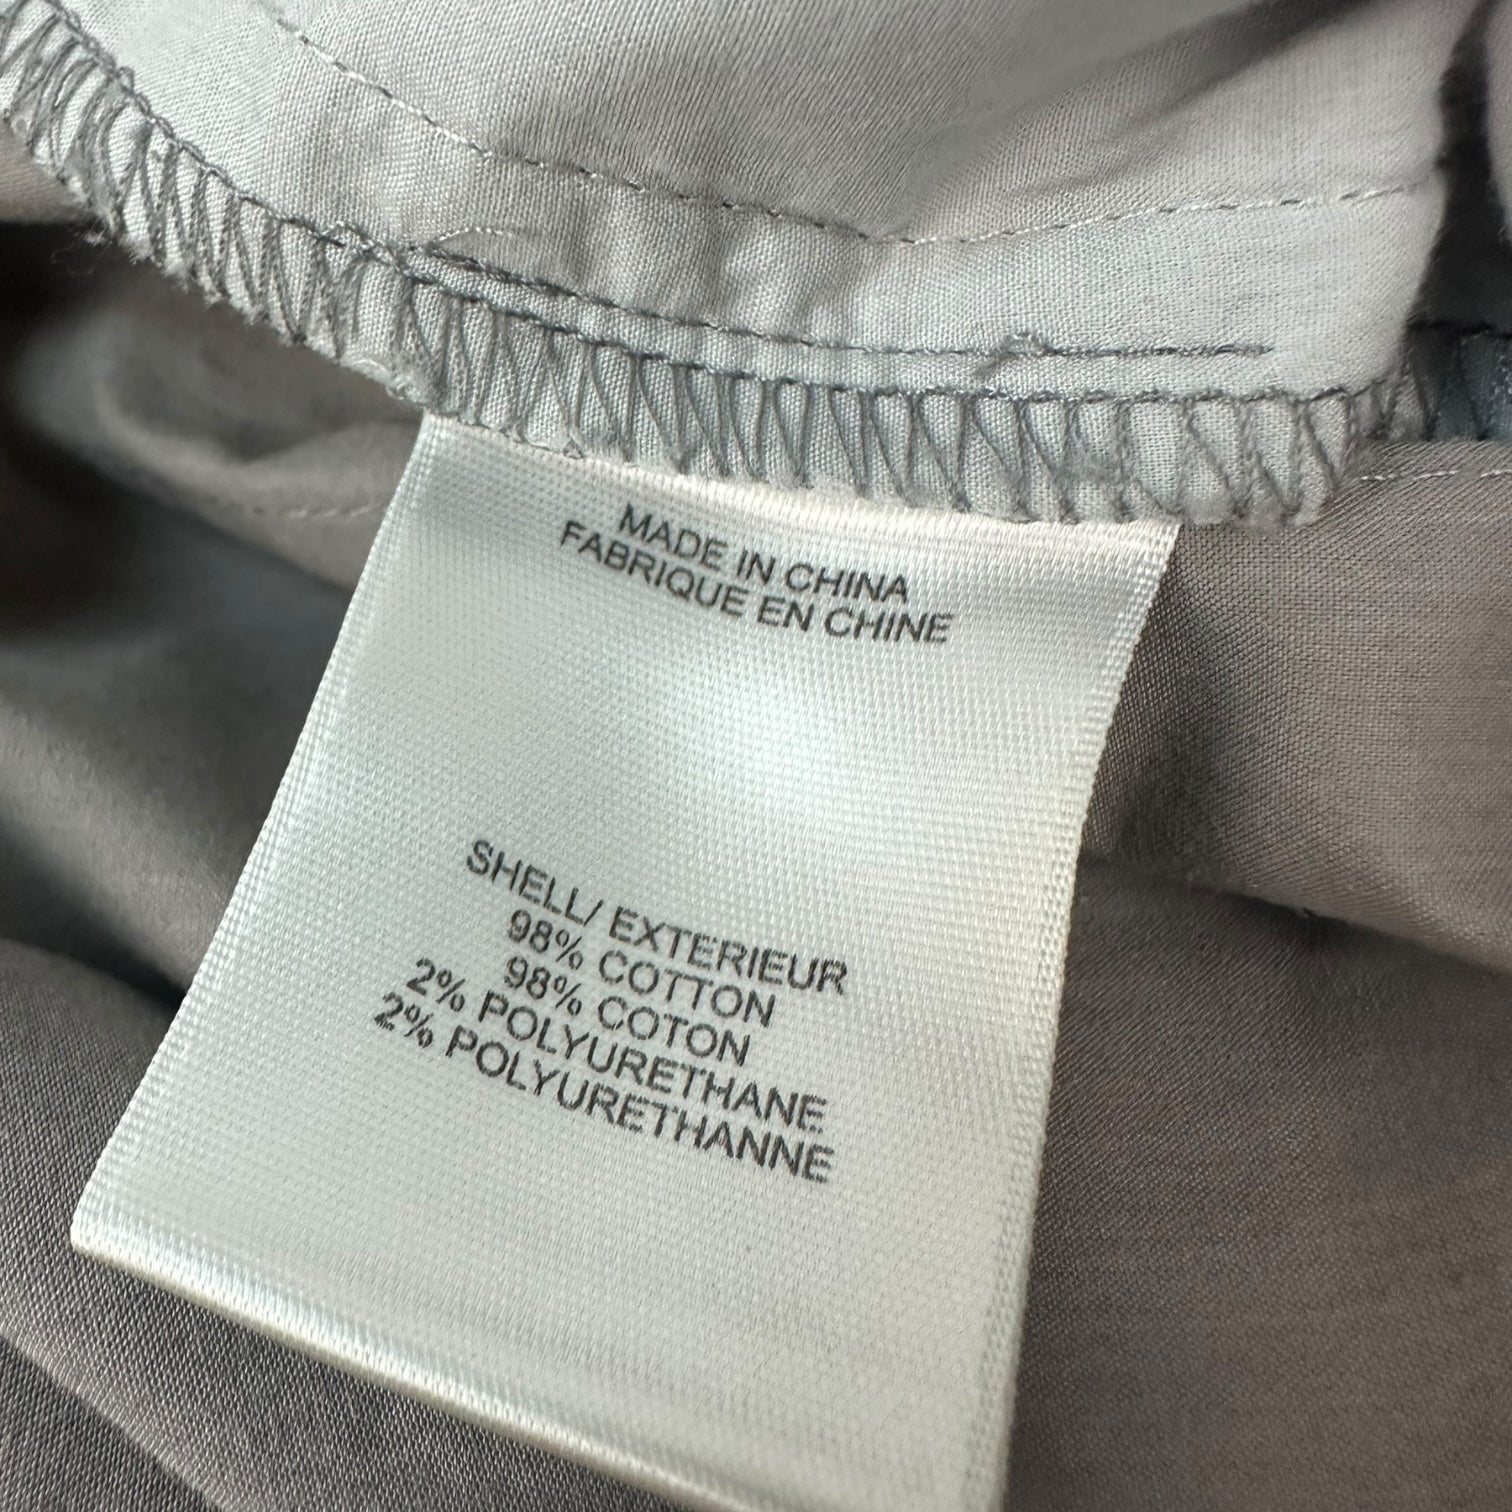 MADE IN CHINA
FABRIQUE EN CHINE
SHELL/ EXTERIEUR
98% COTTON
98% COTON
2% POLYURETHANE
2% POLYURETHANNE